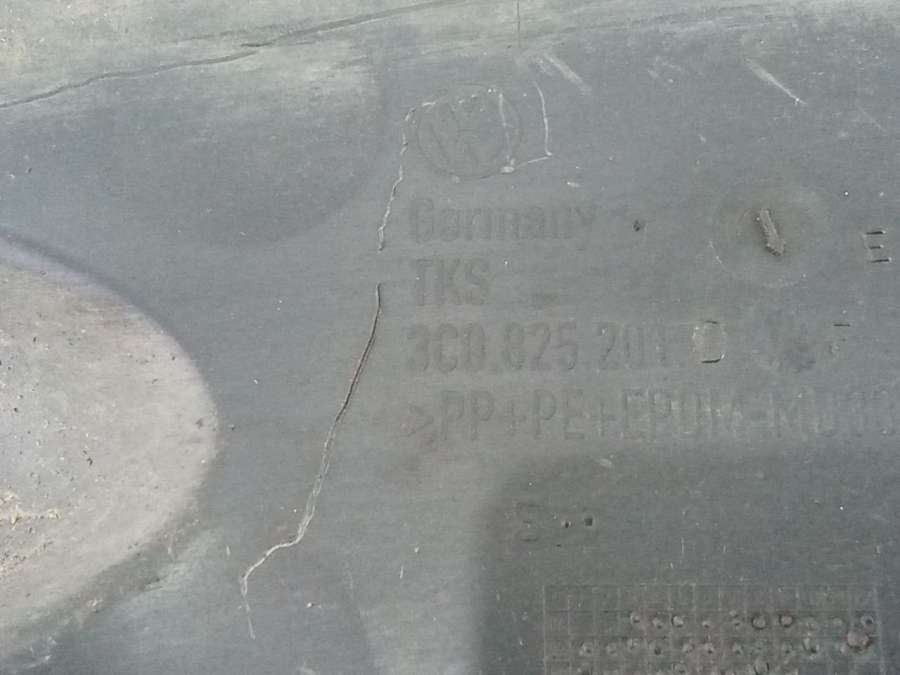 Germany
TKS
E
3C0.825.201 F
>PP+PE+EPDM-M
S